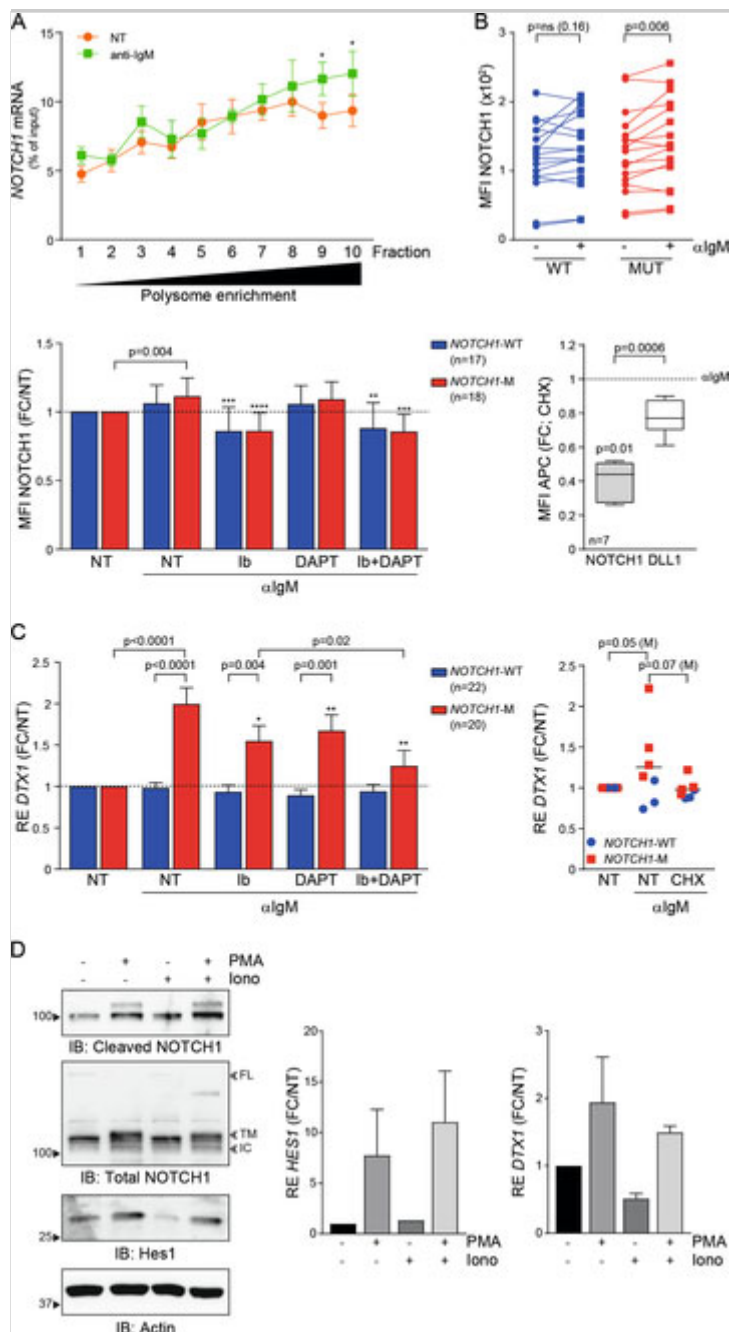 A
NT
anti-IgM
NOTCH1 mRNA
(% of input)
15
10
5
0
* *
1 2 3 4 5 6 7 8 9 10 Fraction
Polysome enrichment
B
p=ns (0.16) p=0.006
MFI NOTCH1 (x10²)
3
2
1
0
- + - + αIgM
WT MUT
MFI NOTCH1 (FC/NT)
1.5
1
0.5
0
p=0.004
*** **** ** ***
NOTCH1-WT
(n=17)
NOTCH1-M
(n=18)
NT NT Ib DAPT Ib+DAPT
αIgM
MFI APC (FC; CHX)
1
0.8
0.6
0.4
0.2
0
p=0.0006
αIgM
p=0.01
n=7
NOTCH1 DLL1
C
RE DTX1 (FC/NT)
2.5
2
1.5
1
0.5
0
p<0.0001 p=0.02
p<0.0001 p=0.004 p=0.001
* ** **
NOTCH1-WT
(n=22)
NOTCH1-M
(n=20)
NT NT Ib DAPT Ib+DAPT
αIgM
RE DTX1 (FC/NT)
2.5
2
1.5
1
0.5
0
p=0.05 (M)
p=0.07 (M)
NOTCH1-WT
NOTCH1-M
NT NT CHX
αIgM
D
- + - + PMA
- - + + Iono
100
IB: Cleaved NOTCH1
FL
TM
IC
100
IB: Total NOTCH1
25
IB: Hes1
37
IB: Actin
RE HES1 (FC/NT)
20
15
10
5
0
- + - + PMA
- - + + Iono
RE DTX1 (FC/NT)
3
2
1
0
- + - + PMA
- - + + Iono